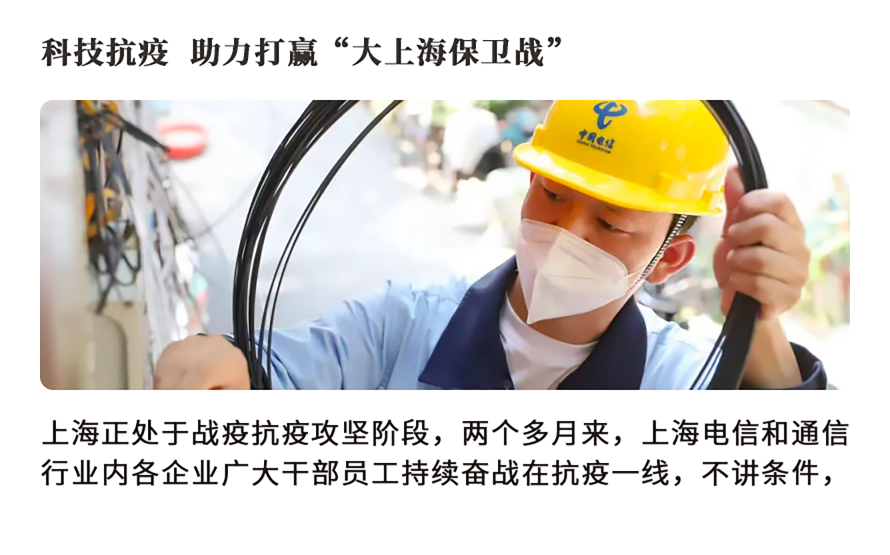 科技抗疫 助力打赢“大上海保卫战”
中国电信
CHINA TELECOM
上海正处于战疫抗疫攻坚阶段，两个多月来，上海电信和通信
行业内各企业广大干部员工持续奋战在抗疫一线，不讲条件，